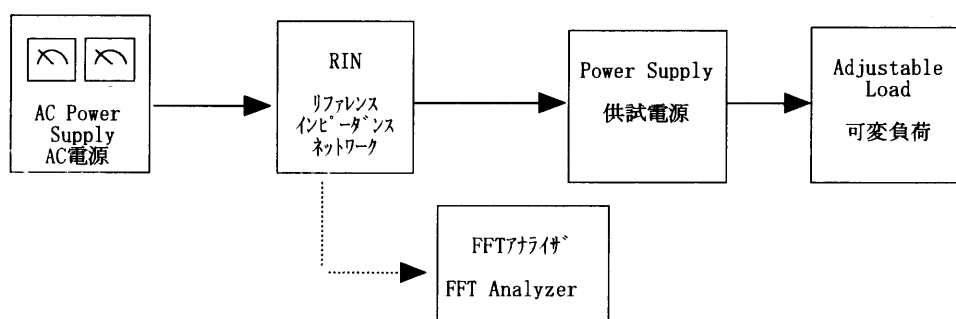 AC Power
Supply
AC電源
RIN
リファレンス
インピーダンス
ネットワーク
Power Supply
供試電源
Adjustable
Load
可変負荷
FFTアナライザ
FFT Analyzer